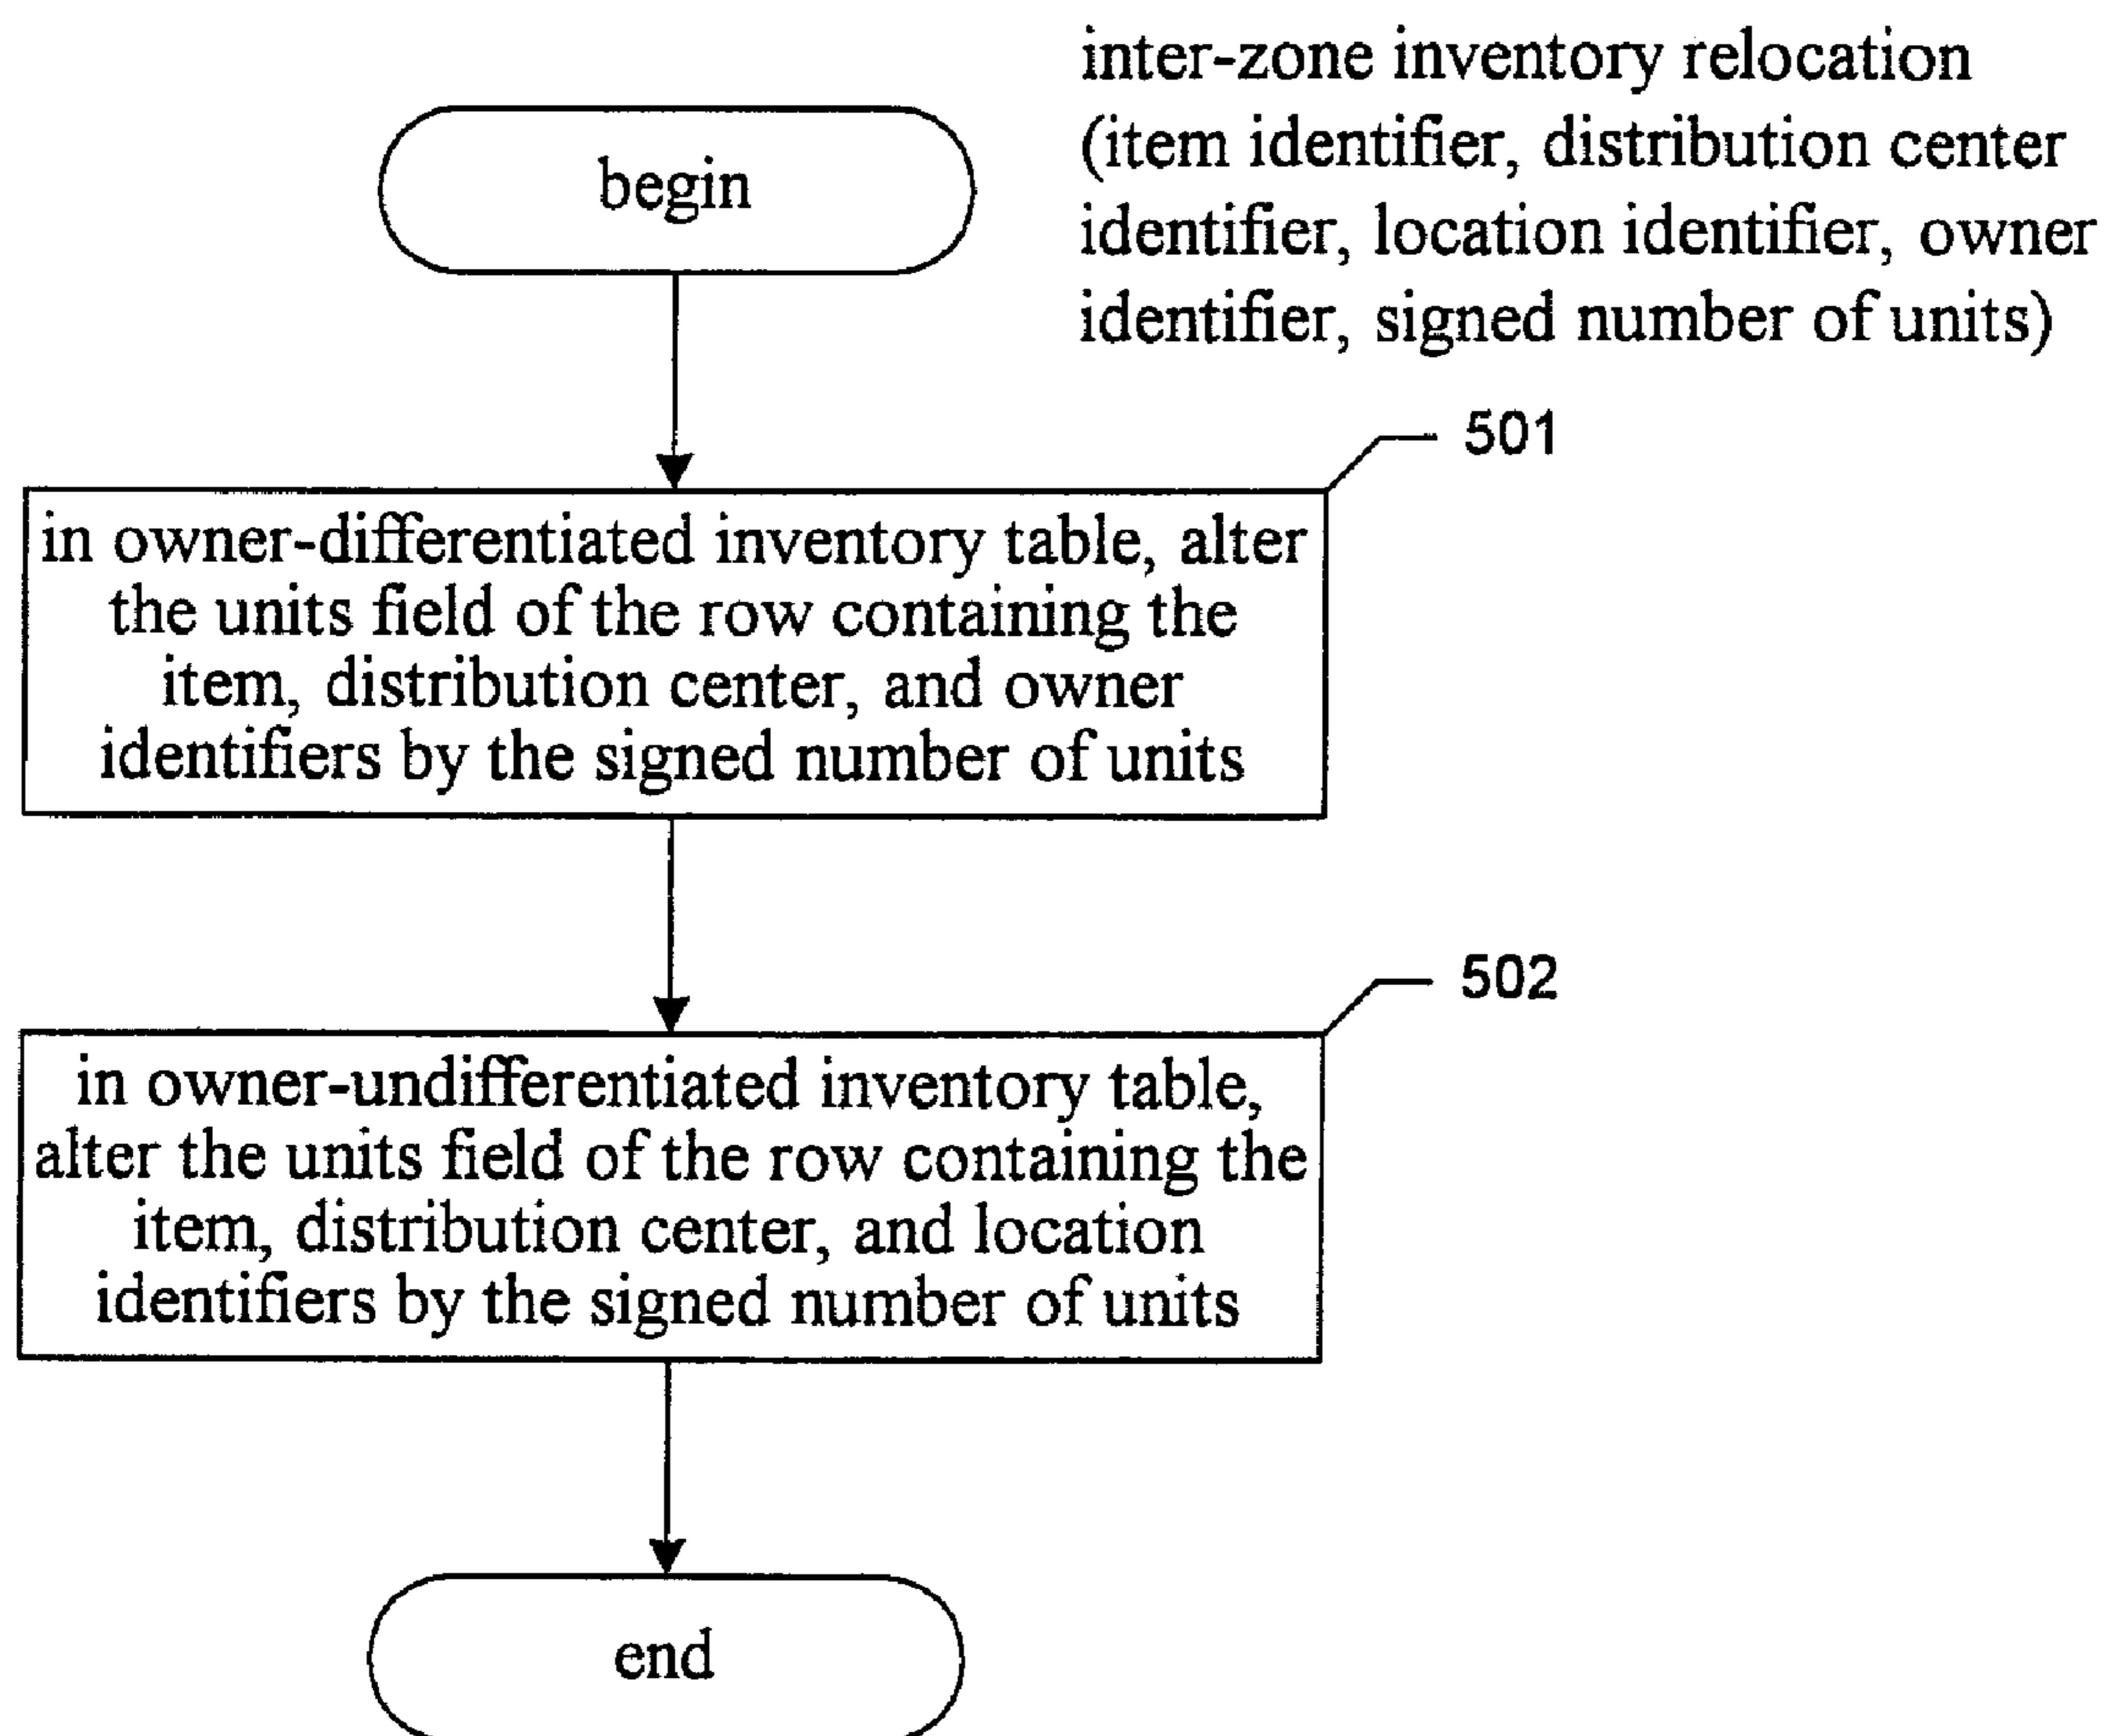 inter-zone inventory relocation
(item identifier, distribution center
identifier, location identifier, owner
identifier, signed number of units)
begin
501
in owner-differentiated inventory table, alter
the units field of the row containing the
item, distribution center, and owner
identifiers by the signed number of units
502
in owner-undifferentiated inventory table,
alter the units field of the row containing the
item, distribution center, and location
identifiers by the signed number of units
end